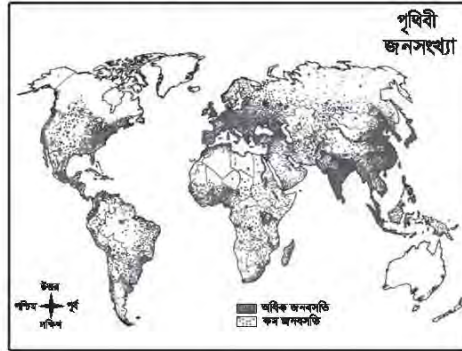 পৃথিবী
জনসংখ্যা
উত্তর
পশ্চিম পূর্ব
দক্ষিণ
অধিক জনবসতি
কম জনবসতি